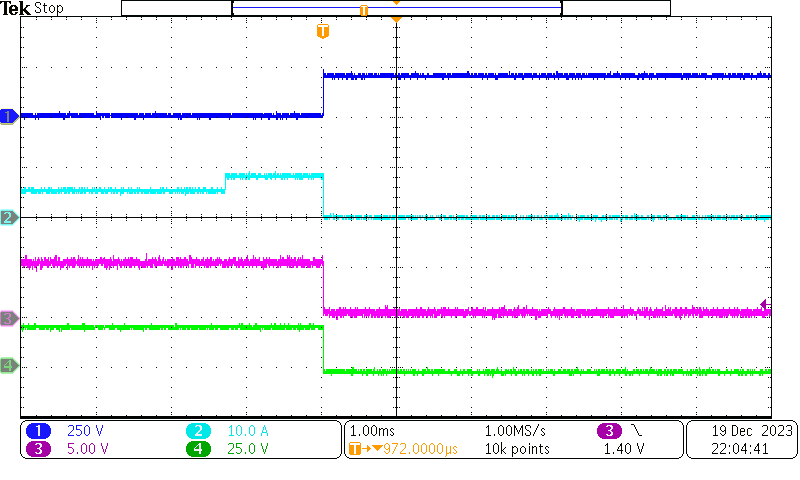 Tek Stop
T
T
1
2
3
4
1 250 V 2 10.0 A 1.00ms 1.00MS/s 3 19 Dec 2023
3 5.00 V 4 25.0 V T→▼972.0000µs 10k points 1.40 V 22:04:41